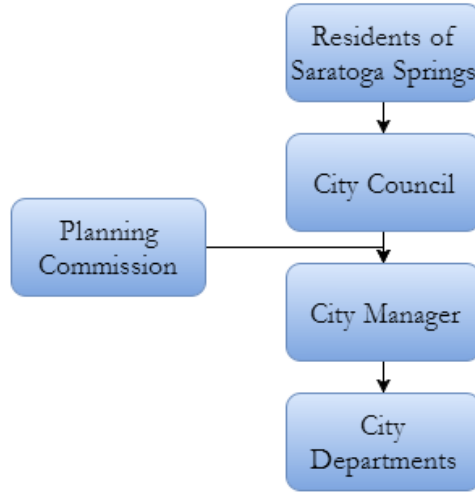 Residents of
Saratoga Springs
City Council
Planning
Commission
City Manager
City
Departments